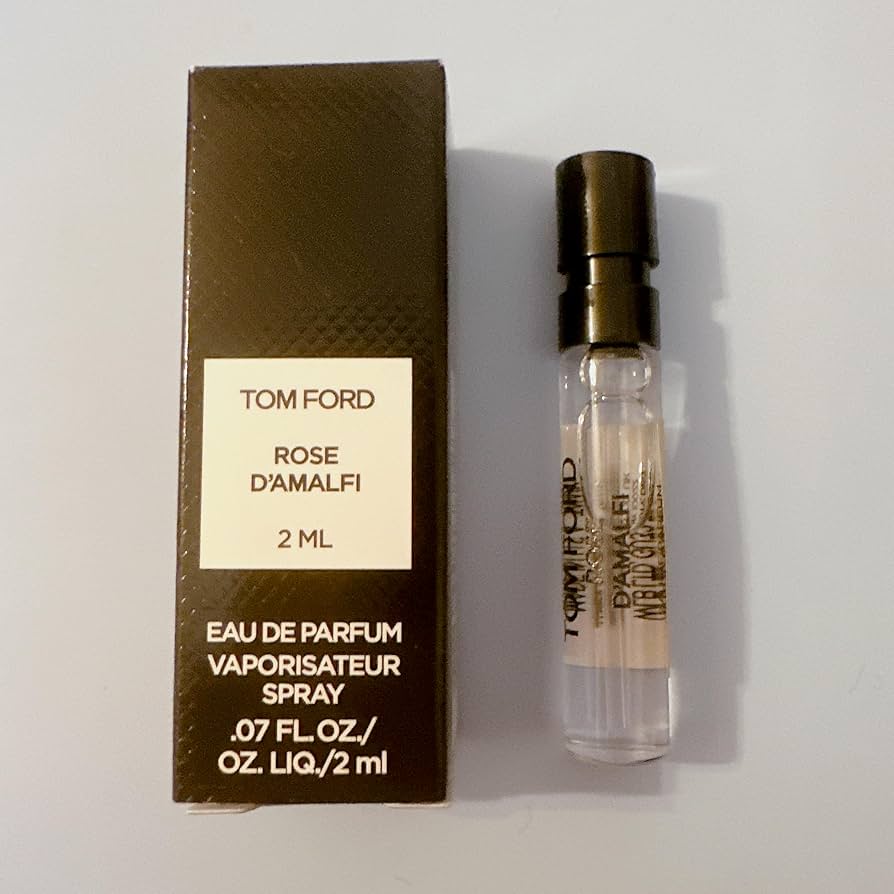 TOM FORD
ROSE
D'AMALFI
2 ML
EAU DE PARFUM
VAPORISATEUR
SPRAY
.07 FL. OZ./
OZ. LIQ./2 ml
TOM FORD
D'AMALFI